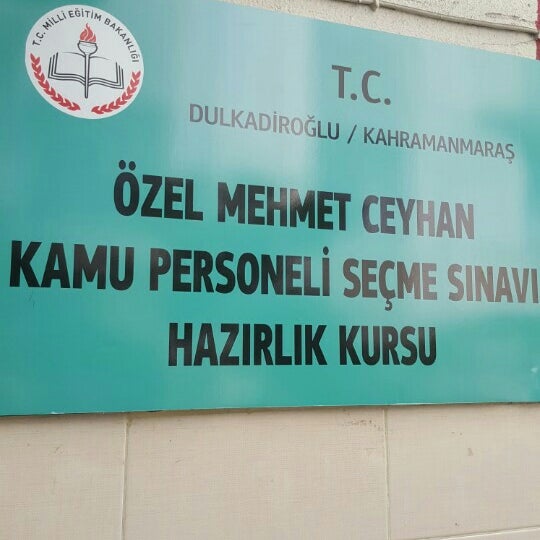 T.C. MİLLİ EĞİTİM BAKANLIĞI
T.C.
DULKADİROĞLU / KAHRAMANMARAŞ
ÖZEL MEHMET CEYHAN
KAMU PERSONELİ SEÇME SINAVI
HAZIRLIK KURSU